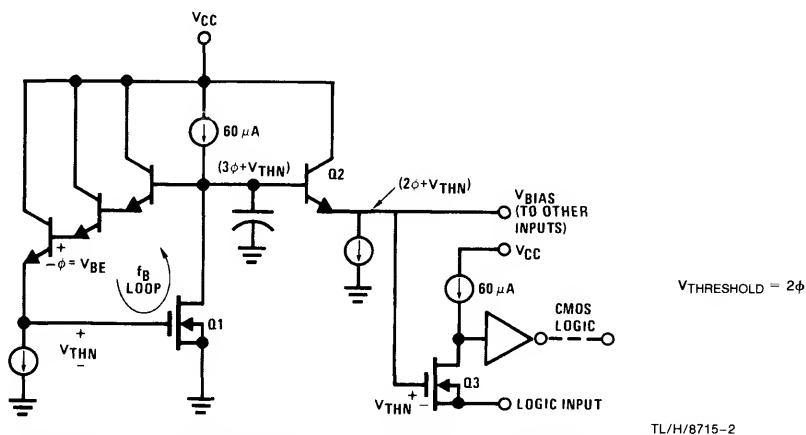 VCC
60 µA
(3ϕ+VTHN)
Q2
(2ϕ+VTHN)
VBIAS
(TO OTHER
INPUTS)
VCC
+
-ϕ = VBE
fB
LOOP
60 µA
CMOS
LOGIC
VTHRESHOLD = 2ϕ
Q1
+
VTHN
-
Q3
+
VTHN -
LOGIC INPUT
TL/H/8715-2